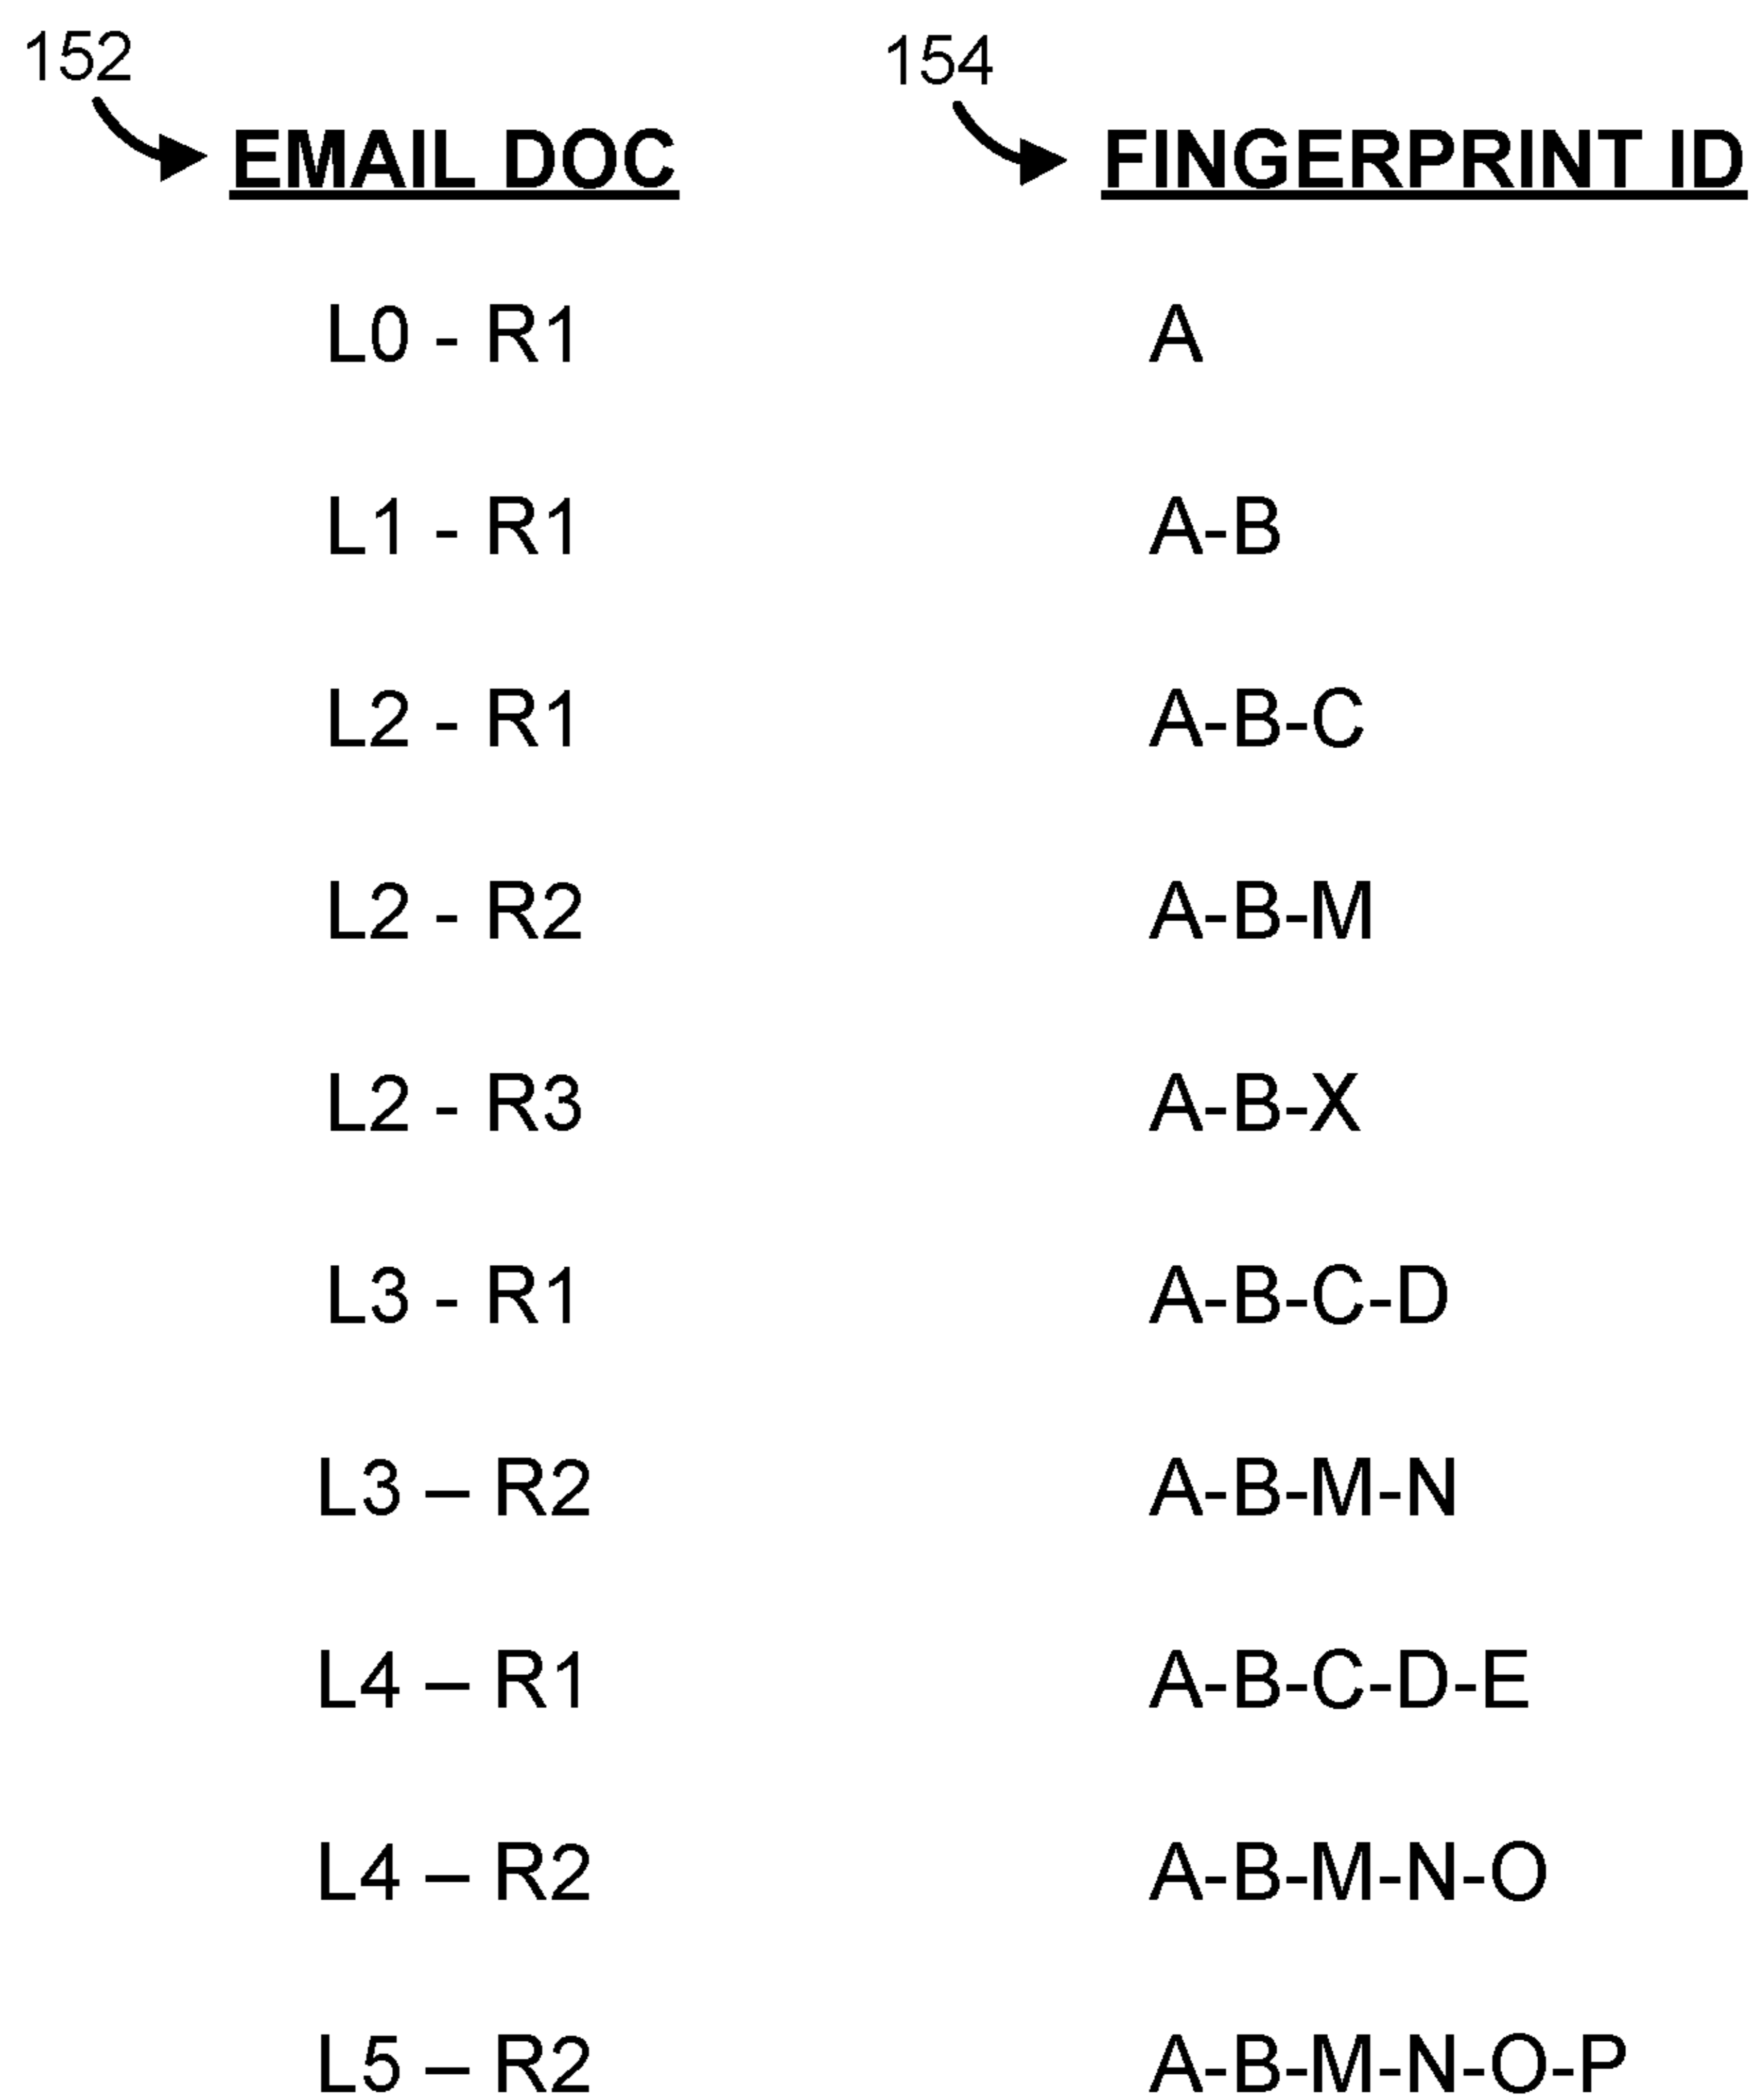 152 154
EMAIL DOC FINGERPRINT ID
L0 - R1 A
L1 - R1 A-B
L2 - R1 A-B-C
L2 - R2 A-B-M
L2 - R3 A-B-X
L3 - R1 A-B-C-D
L3 – R2 A-B-M-N
L4 – R1 A-B-C-D-E
L4 – R2 A-B-M-N-O
L5 – R2 A-B-M-N-O-P